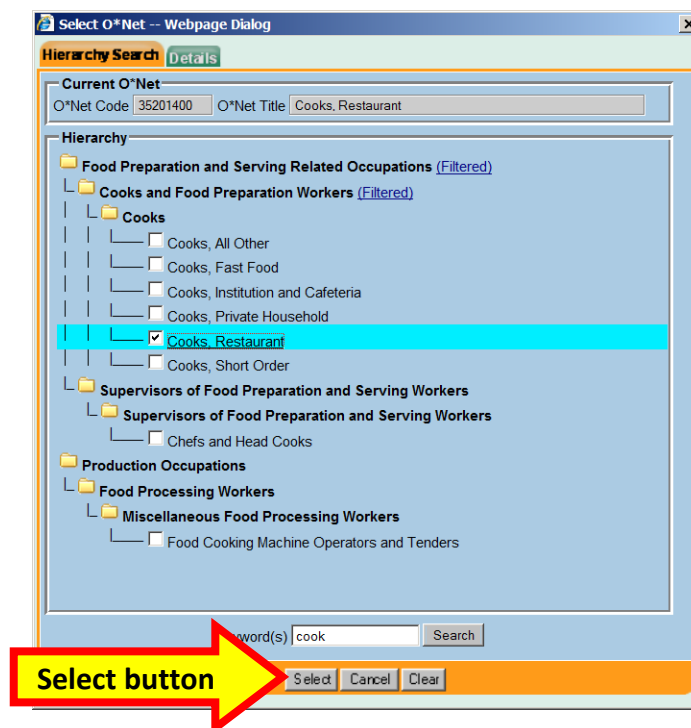 Select O*Net -- Webpage Dialog
Hierarchy Search Details
Current O*Net
O*Net Code 35201400 O*Net Title Cooks, Restaurant
Hierarchy
Food Preparation and Serving Related Occupations (Filtered)
Cooks and Food Preparation Workers (Filtered)
Cooks
Cooks, All Other
Cooks, Fast Food
Cooks, Institution and Cafeteria
Cooks, Private Household
Cooks, Restaurant
Cooks, Short Order
Supervisors of Food Preparation and Serving Workers
Supervisors of Food Preparation and Serving Workers
Chefs and Head Cooks
Production Occupations
Food Processing Workers
Miscellaneous Food Processing Workers
Food Cooking Machine Operators and Tenders
yword(s) cook Search
Select button Select Cancel Clear